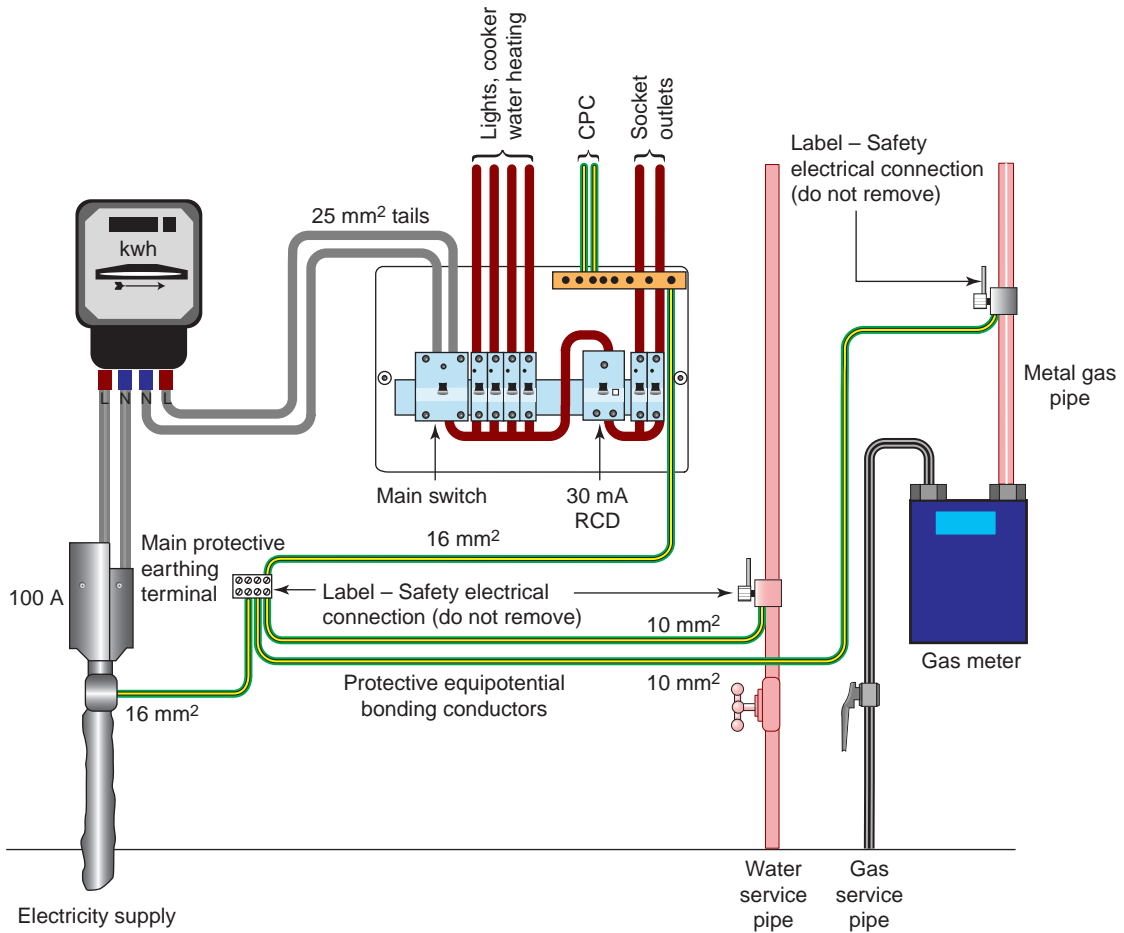 Lights, cooker
water heating
CPC
Socket
outlets
Label – Safety
electrical connection
(do not remove)
25 mm2 tails
kwh
L N N L
Metal gas
pipe
Main switch
30 mA
RCD
16 mm2
Main protective
earthing
terminal
100 A
Label – Safety electrical
connection (do not remove)
10 mm2
Gas meter
Protective equipotential
bonding conductors
10 mm2
16 mm2
Water
service
pipe
Gas
service
pipe
Electricity supply